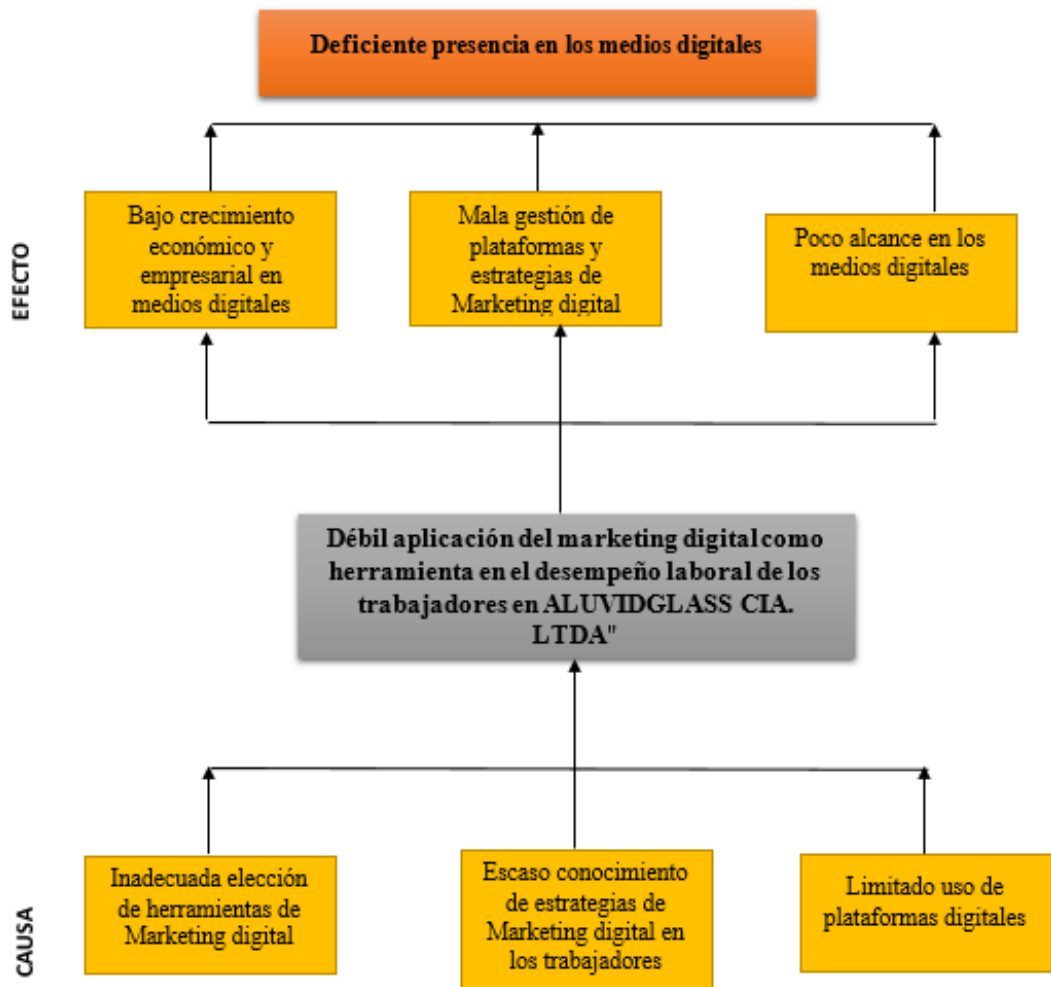 Deficiente presencia en los medios digitales
EFECTO
Bajo crecimiento
económico y
empresarial en
medios digitales
Mala gestión de
plataformas y
estrategias de
Marketing digital
Poco alcance en los
medios digitales
Débil aplicación del marketing digital como
herramienta en el desempeño laboral de los
trabajadores en ALUVIDGLASS CIA.
LTDA"
CAUSA
Inadecuada elección
de herramientas de
Marketing digital
Escaso conocimiento
de estrategias de
Marketing digital en
los trabajadores
Limitado uso de
plataformas digitales